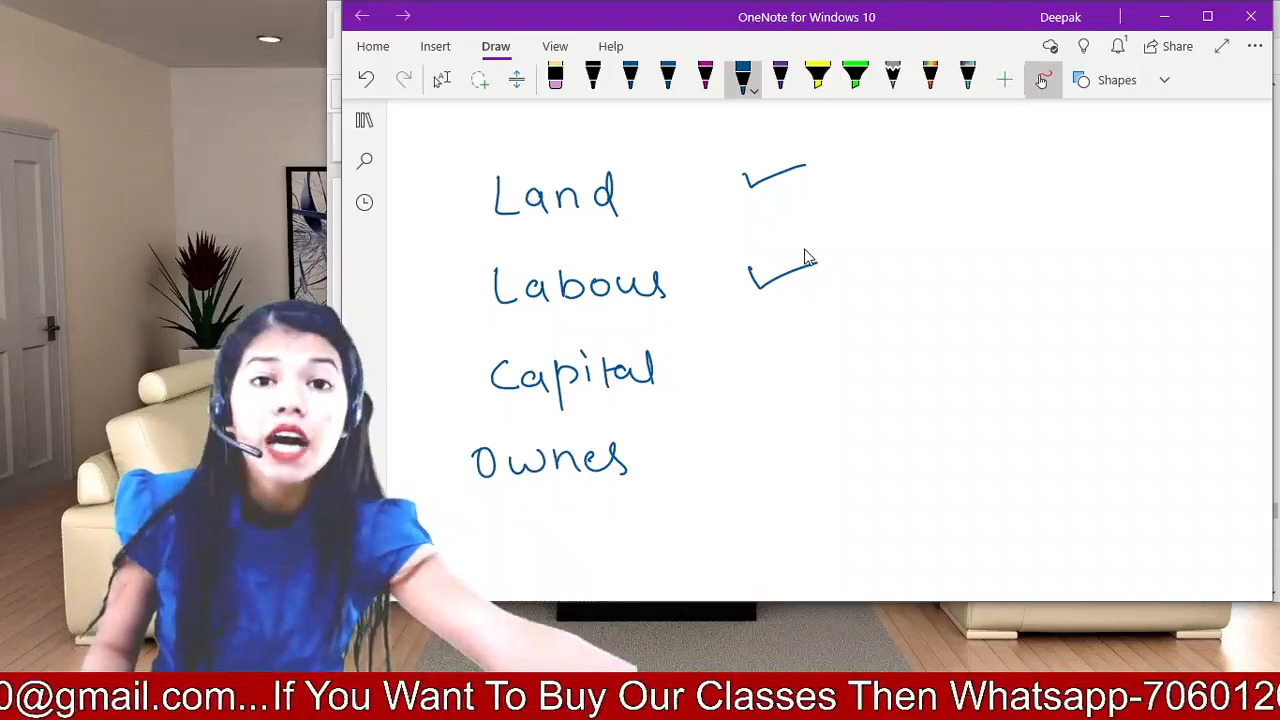 OneNote for Windows 10
Deepak
Home Insert Draw View Help Share
Shapes
Land
Labour
Capital
Owner
0@gmail.com...If You Want To Buy Our Classes Then Whatsapp-706012